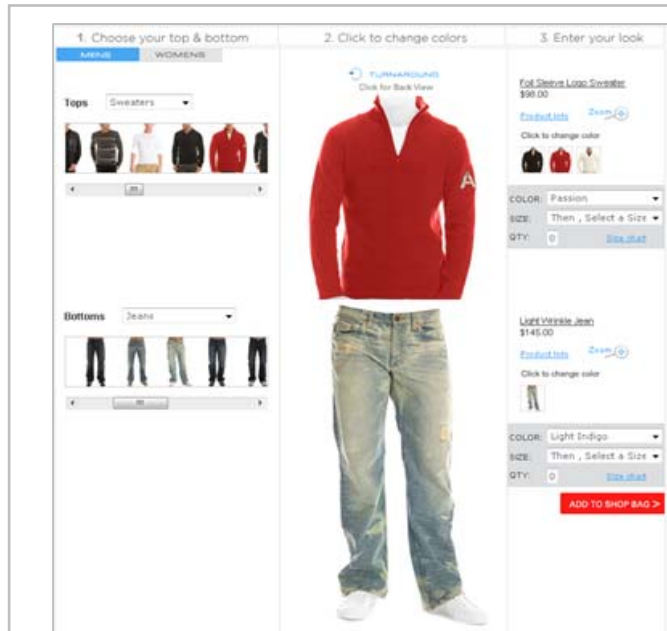 1. Choose your top & bottom
2. Click to change colors
3. Enter your look
MENS
WOMENS
Tops
Sweaters
Bottoms
Jeans
TURNAROUND
Click for Back View
A
Foil Sleeve Logo Sweater
$98.00
Product Info
Zoom
Click to change color
COLOR: Passion
SIZE: Then , Select a Size
QTY: 0 Size chart
Light Wrinkle Jean
$145.00
Product Info
Zoom
Click to change color
COLOR: Light Indigo
SIZE: Then , Select a Size
QTY: 0 Size chart
ADD TO SHOP BAG >